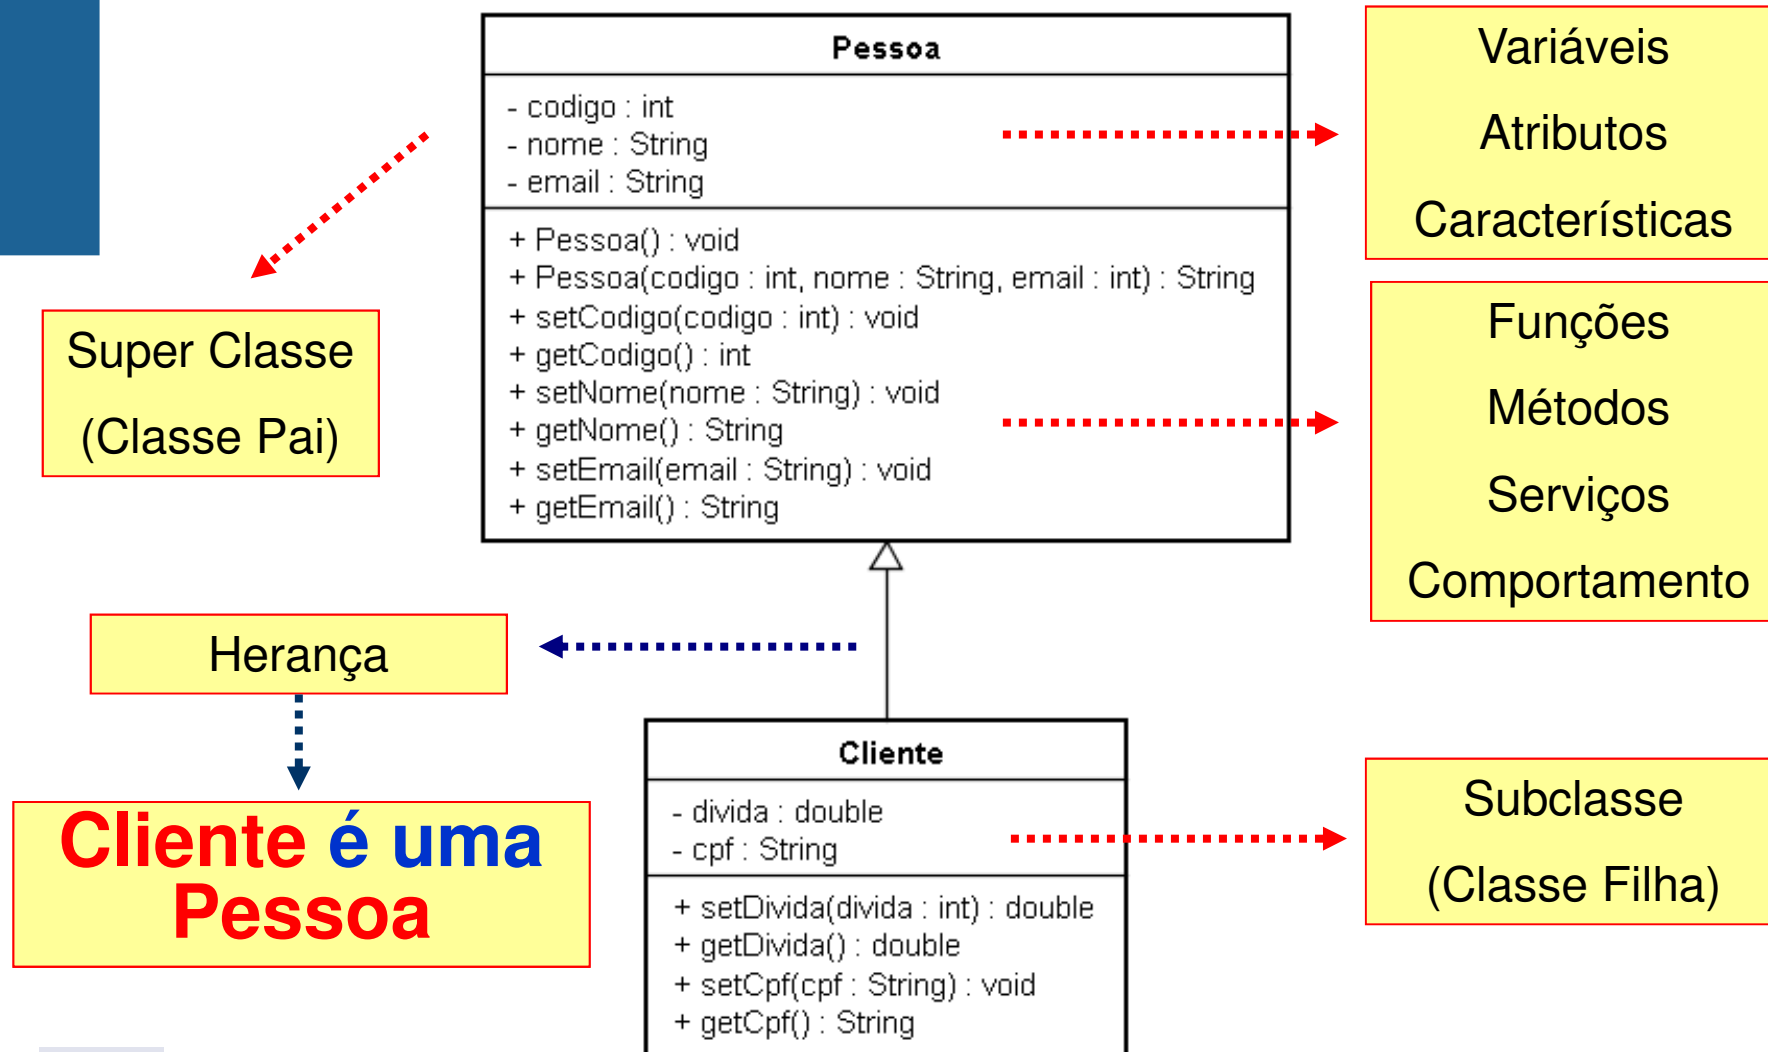 Pessoa
- codigo : int
- nome : String
- email : String
+ Pessoa() : void
+ Pessoa(codigo : int, nome : String, email : int) : String
+ setCodigo(codigo : int) : void
+ getCodigo() : int
+ setNome(nome : String) : void
+ getNome() : String
+ setEmail(email : String) : void
+ getEmail() : String
Variáveis
Atributos
Características
Funções
Métodos
Serviços
Comportamento
Super Classe
(Classe Pai)
Herança
Cliente é uma
Pessoa
Cliente
- divida : double
- cpf : String
+ setDivida(divida : int) : double
+ getDivida() : double
+ setCpf(cpf : String) : void
+ getCpf() : String
Subclasse
(Classe Filha)